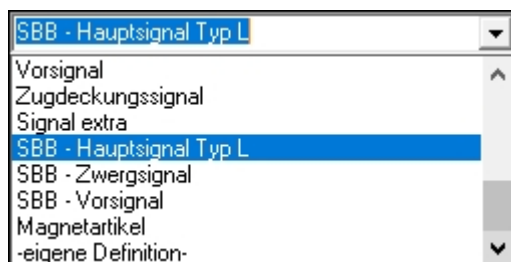 SBB - Hauptsignal Typ L
Vorsignal
Zugdeckungssignal
Signal extra
SBB - Hauptsignal Typ L
SBB - Zwergsignal
SBB - Vorsignal
Magnetartikel
-eigene Definition-